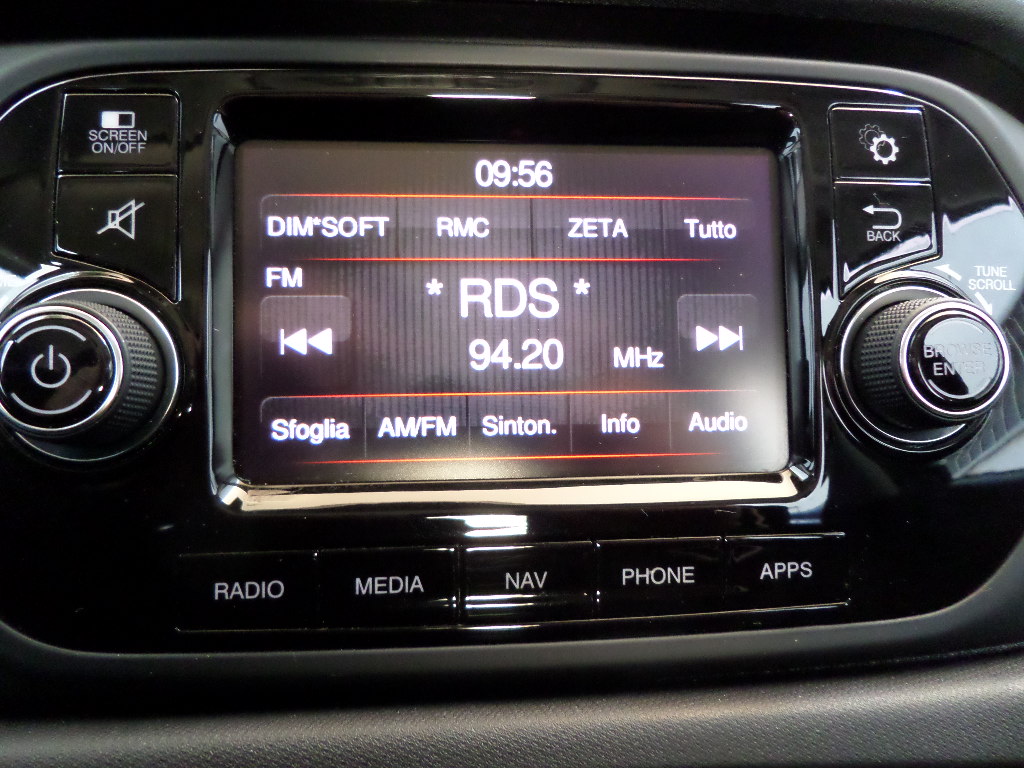 SCREEN
ON/OFF
09:56
DIM*SOFT RMC ZETA Tutto
BACK
FM
* RDS *
TUNE
SCROLL
94.20 MHz
BROWSE
ENTER
Sfoglia AM/FM Sinton. Info Audio
RADIO MEDIA NAV PHONE APPS